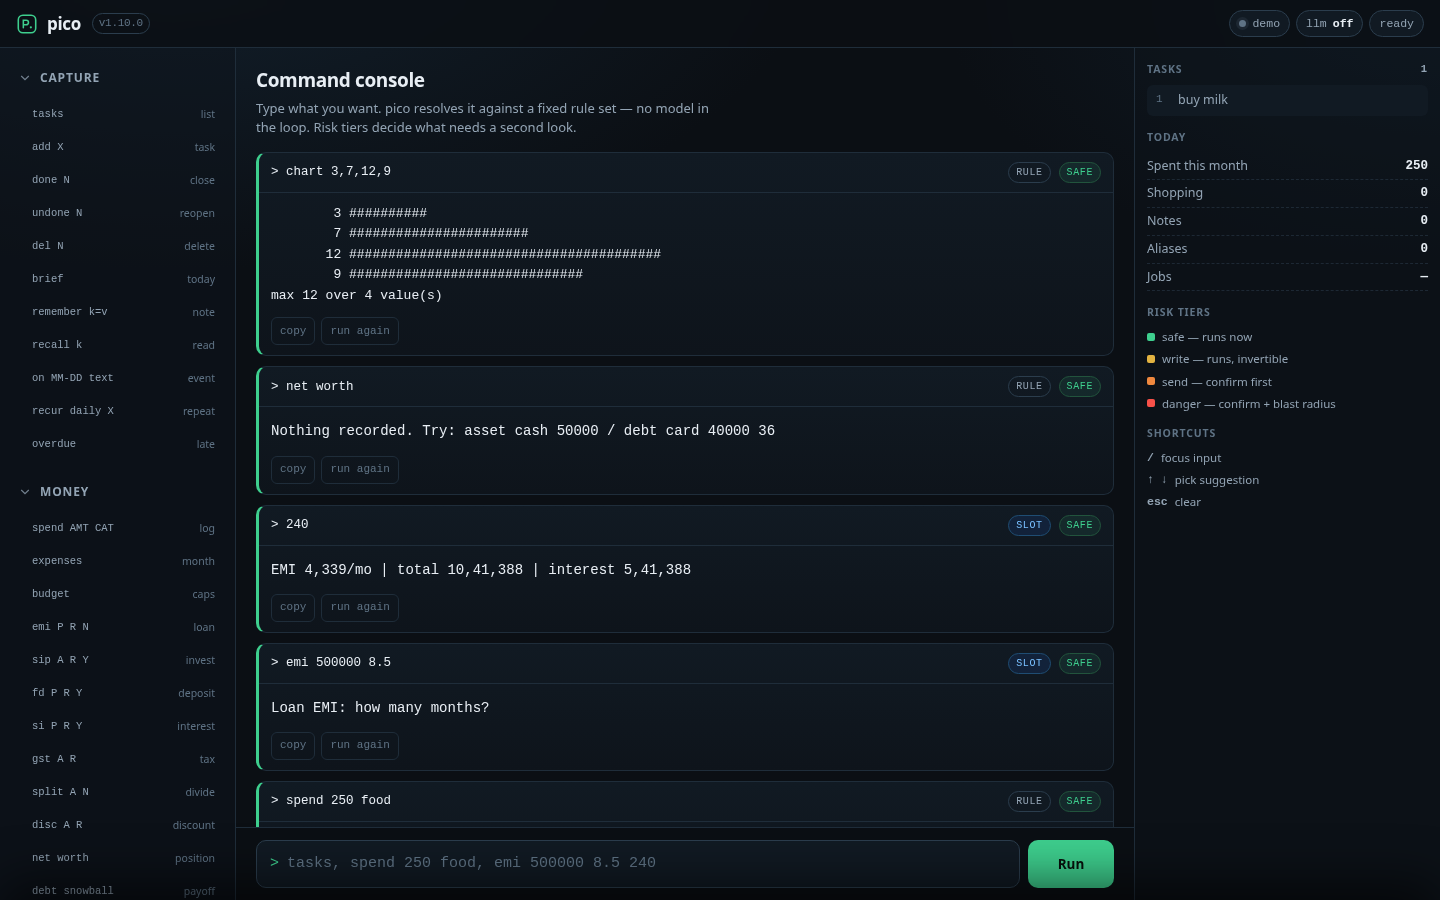 pico v1.10.0
demo
llm off
ready
CAPTURE
tasks list
add X task
done N close
undone N reopen
del N delete
brief today
remember k=v note
recall k read
on MM-DD text event
recur daily X repeat
overdue late
MONEY
spend AMT CAT log
expenses month
budget caps
emi P R N loan
sip A R Y invest
fd P R Y deposit
si P R Y interest
gst A R tax
split A N divide
disc A R discount
net worth position
debt snowball payoff
Command console
Type what you want. pico resolves it against a fixed rule set — no model in
the loop. Risk tiers decide what needs a second look.
> chart 3,7,12,9 RULE SAFE
3 ##########
7 #######################
12 ########################################
9 ##############################
max 12 over 4 value(s)
copy run again
> net worth RULE SAFE
Nothing recorded. Try: asset cash 50000 / debt card 40000 36
copy run again
> 240 SLOT SAFE
EMI 4,339/mo | total 10,41,388 | interest 5,41,388
copy run again
> emi 500000 8.5 SLOT SAFE
Loan EMI: how many months?
copy run again
> spend 250 food RULE SAFE
> tasks, spend 250 food, emi 500000 8.5 240
Run
TASKS 1
1 buy milk
TODAY
Spent this month 250
Shopping 0
Notes 0
Aliases 0
Jobs —
RISK TIERS
safe — runs now
write — runs, invertible
send — confirm first
danger — confirm + blast radius
SHORTCUTS
/ focus input
↑ ↓ pick suggestion
esc clear